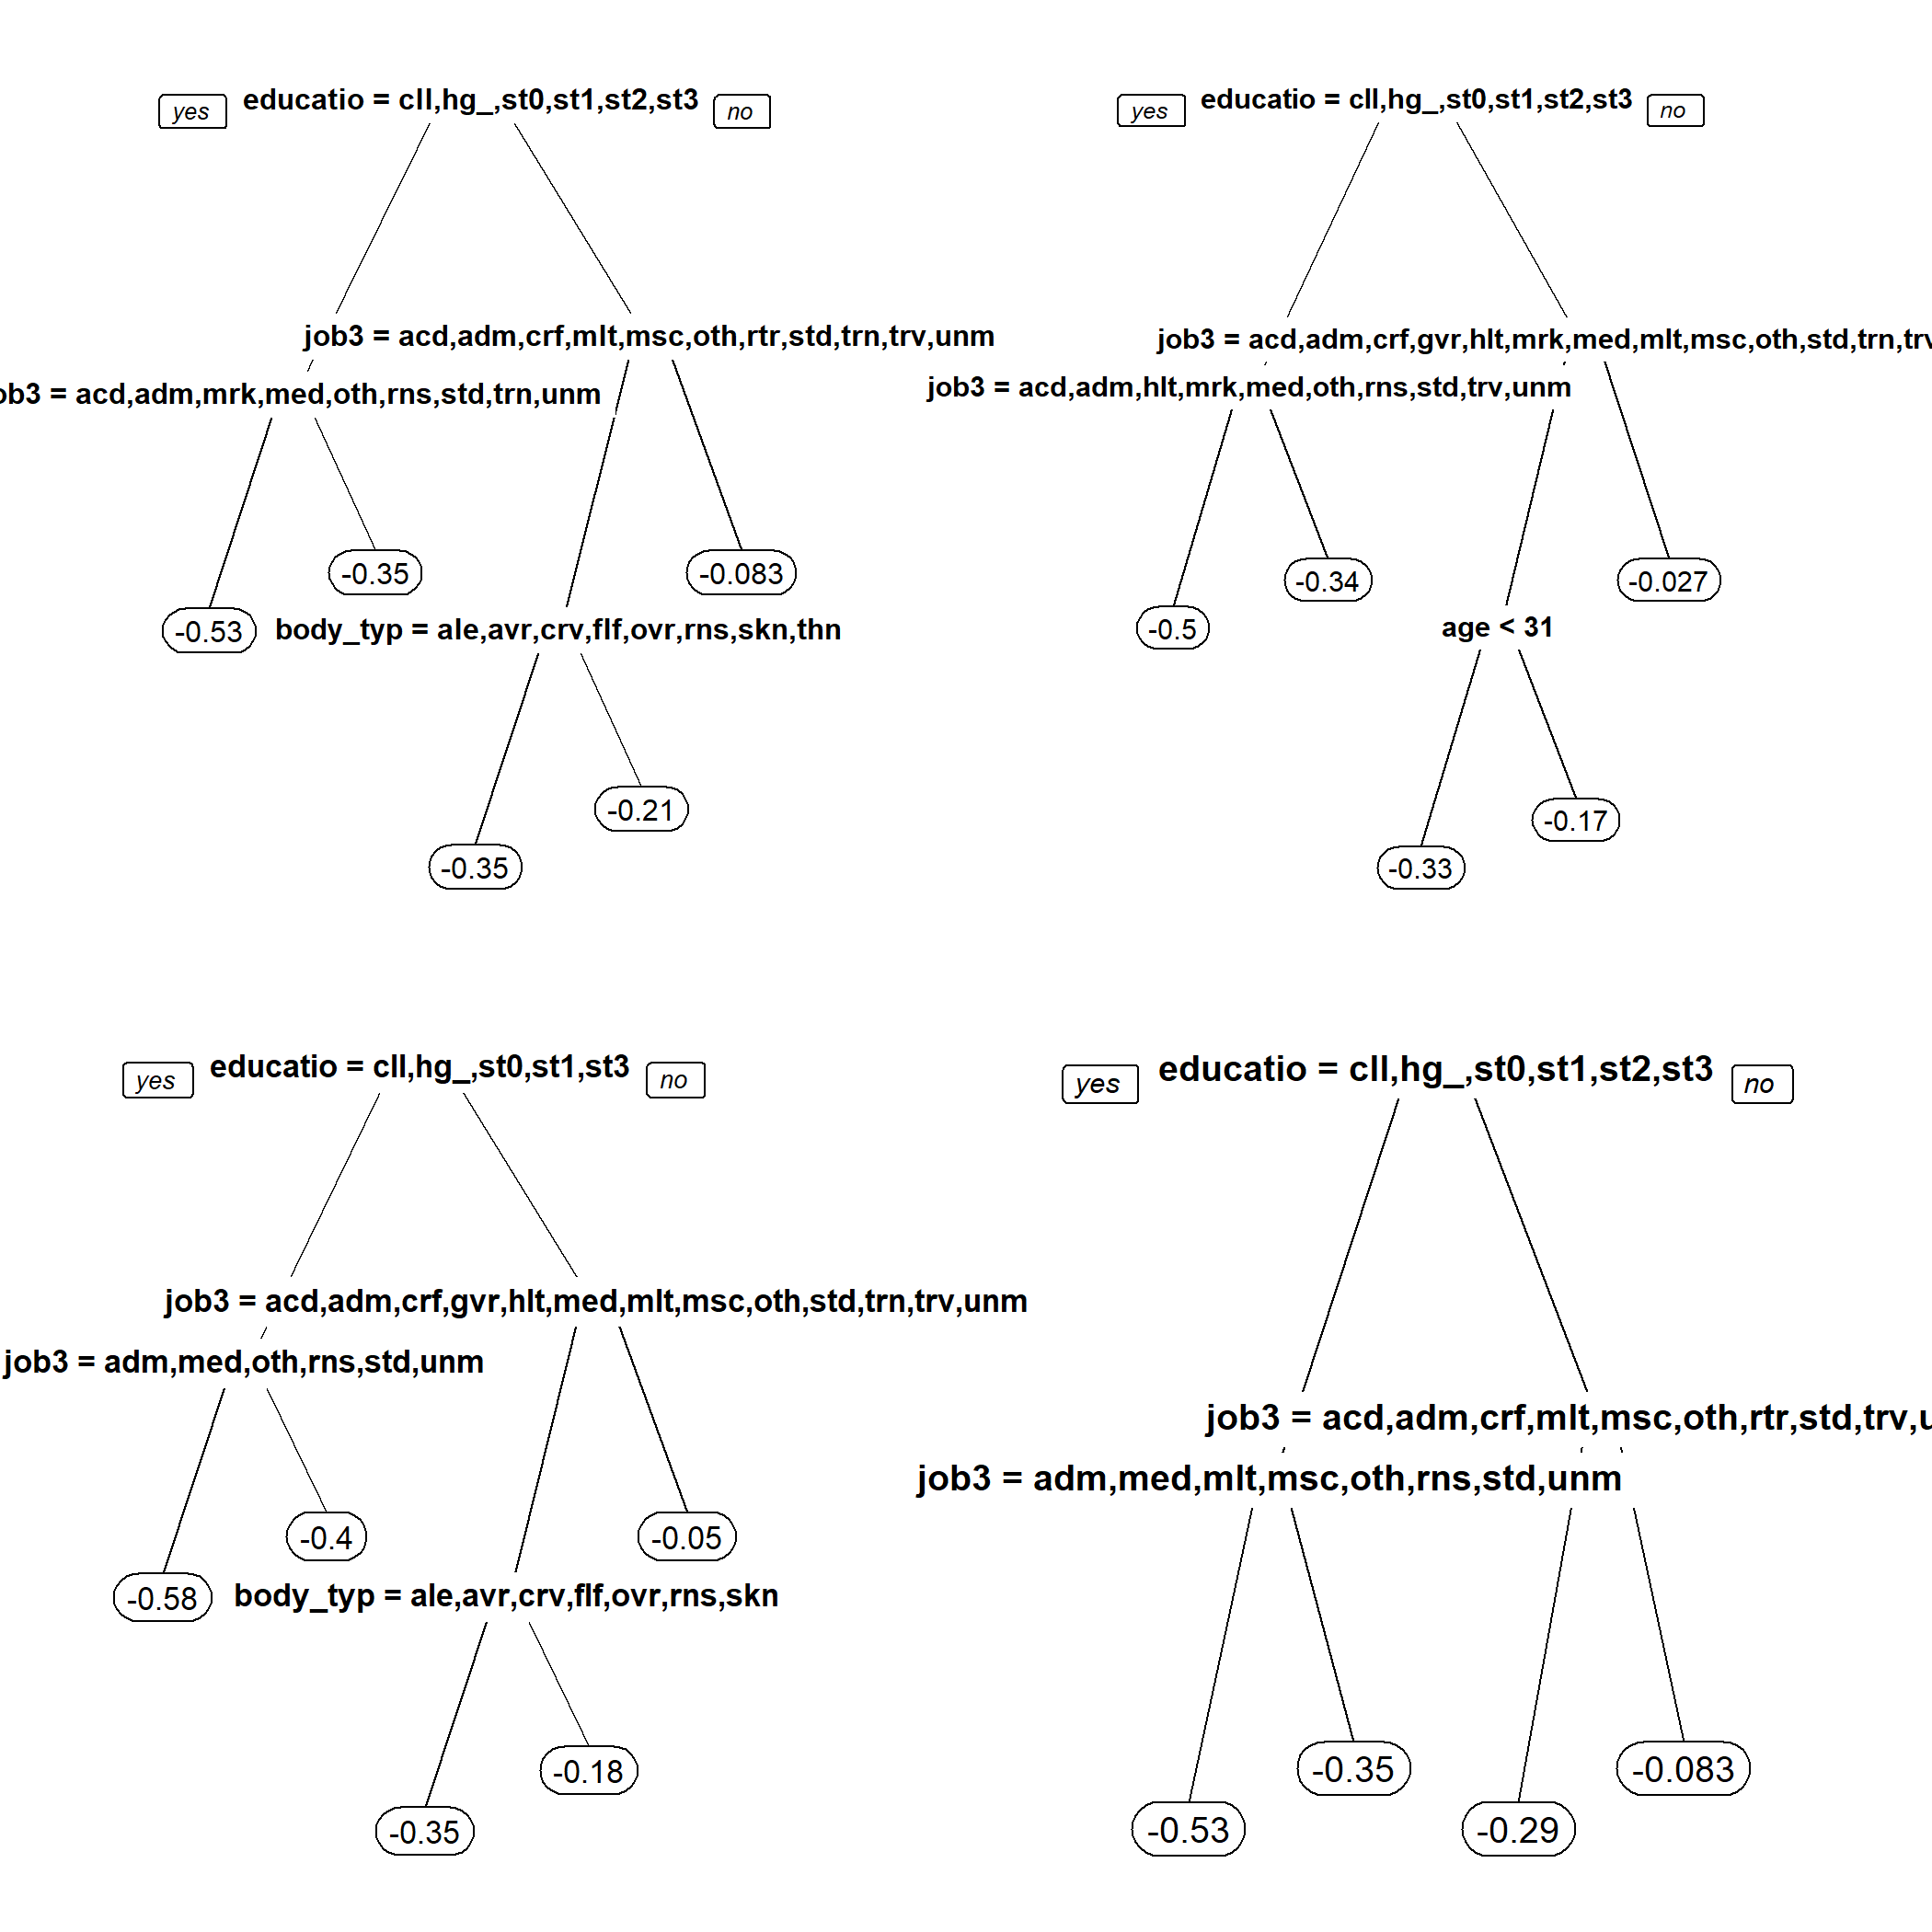 yes educatio = cll,hg_,st0,st1,st2,st3 no
job3 = acd,adm,crf,mlt,msc,oth,rtr,std,trn,trv,unm
ob3 = acd,adm,mrk,med,oth,rns,std,trn,unm
-0.35
-0.083
-0.53
body_typ = ale,avr,crv,flf,ovr,rns,skn,thn
-0.21
-0.35
yes educatio = cll,hg_,st0,st1,st2,st3 no
job3 = acd,adm,crf,gvr,hlt,mrk,med,mlt,msc,oth,std,trn,trv
job3 = acd,adm,hlt,mrk,med,oth,rns,std,trv,unm
-0.34
-0.027
-0.5
age < 31
-0.17
-0.33
yes educatio = cll,hg_,st0,st1,st3 no
job3 = acd,adm,crf,gvr,hlt,med,mlt,msc,oth,std,trn,trv,unm
job3 = adm,med,oth,rns,std,unm
-0.4
-0.05
-0.58
body_typ = ale,avr,crv,flf,ovr,rns,skn
-0.18
-0.35
yes educatio = cll,hg_,st0,st1,st2,st3 no
job3 = acd,adm,crf,mlt,msc,oth,rtr,std,trv,u
job3 = adm,med,mlt,msc,oth,rns,std,unm
-0.35
-0.083
-0.53
-0.29